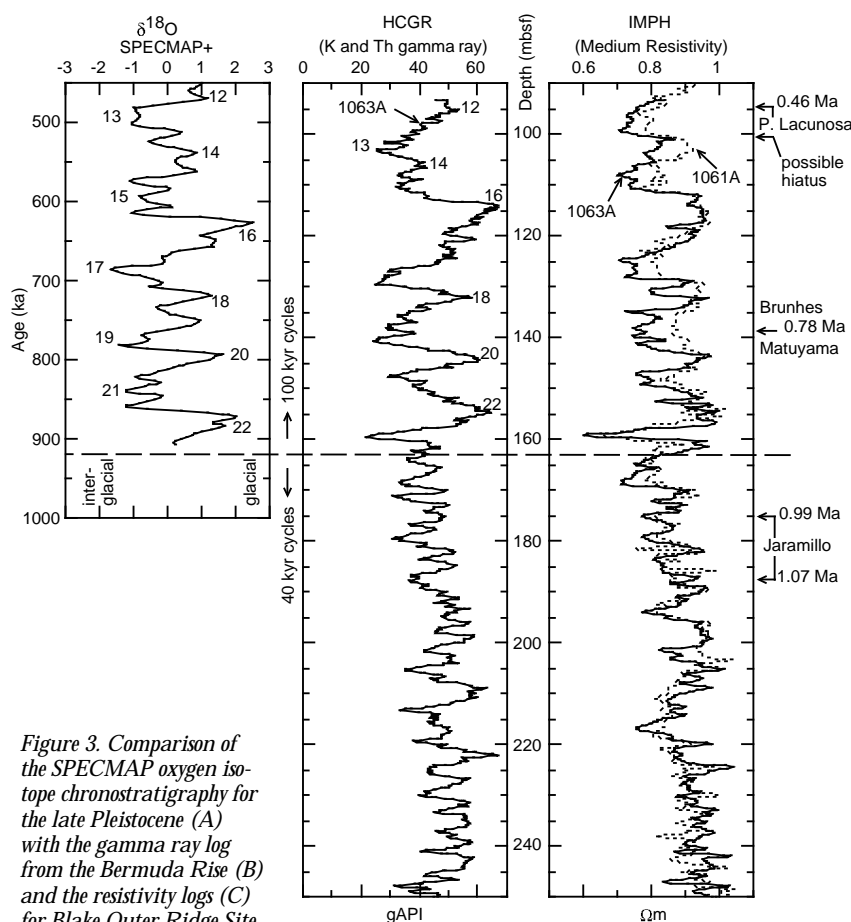 δ18O
SPECMAP+
-3 -2 -1 0 1 2 3
12
13
14
15
16
17
18
19
20
21
22
500
600
700
800
900
1000
Age (ka)
inter-
glacial
glacial
HCGR
(K and Th gamma ray)
0 20 40 60
1063A
12
13
14
16
18
20
22
100 kyr cycles
40 kyr cycles
gAPI
Depth (mbsf)
100
120
140
160
180
200
220
240
IMPH
(Medium Resistivity)
0.6 0.8 1
1061A
1063A
Ωm
0.46 Ma
P. Lacunosa
possible
hiatus
Brunhes
0.78 Ma
Matuyama
0.99 Ma
Jaramillo
1.07 Ma
Figure 3. Comparison of
the SPECMAP oxygen iso-
tope chronostratigraphy for
the late Pleistocene (A)
with the gamma ray log
from the Bermuda Rise (B)
and the resistivity logs (C)
for Blake Outer Ridge Site